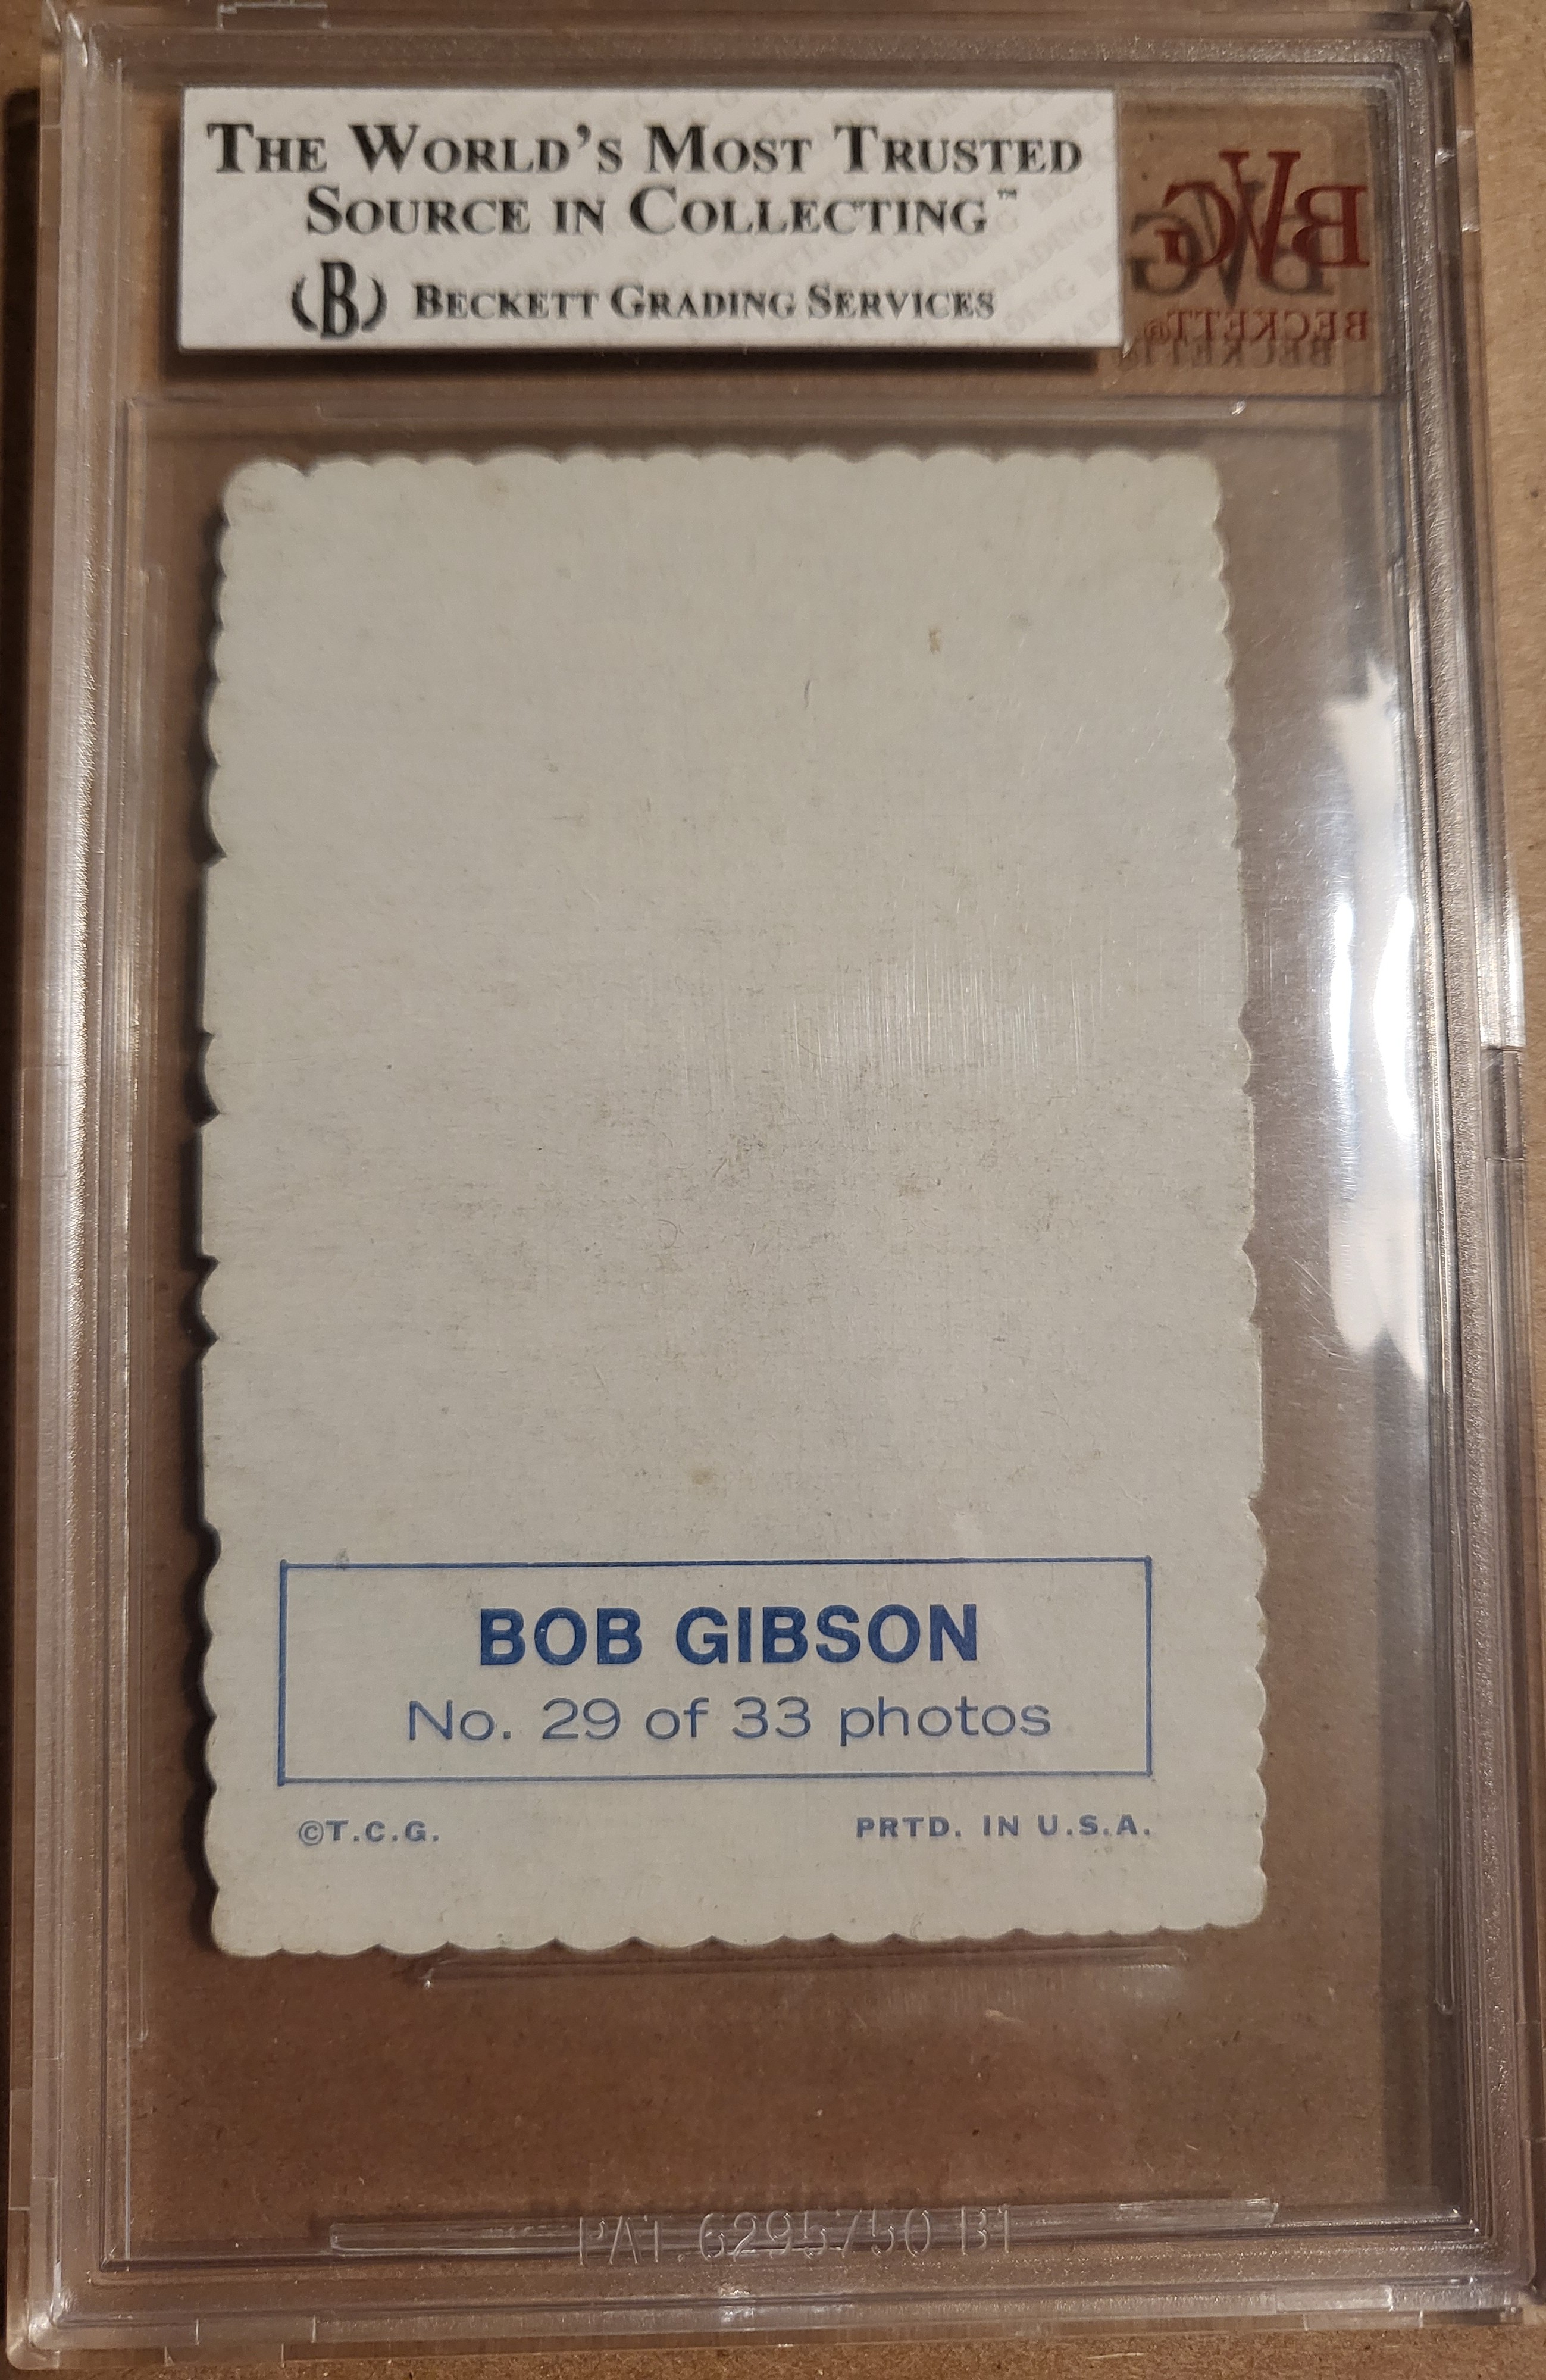 THE WORLD'S MOST TRUSTED
SOURCE IN COLLECTING™
(B) BECKETT GRADING SERVICES
BVG
BECKETT
BOB GIBSON
No. 29 of 33 photos
©T.C.G.
PRTD. IN U.S.A.
PAT. 6295750 B1